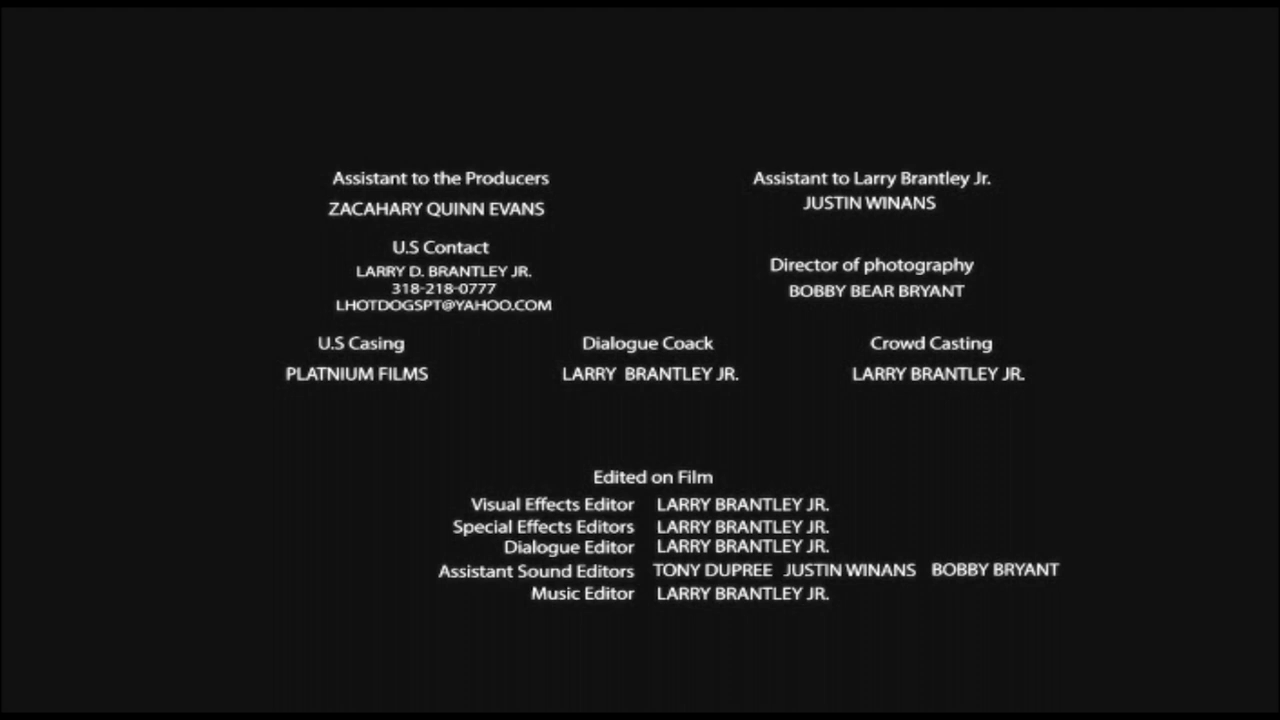 Assistant to the Producers
ZACAHARY QUINN EVANS
Assistant to Larry Brantley Jr.
JUSTIN WINANS
U.S Contact
LARRY D. BRANTLEY JR.
318-218-0777
LHOTDOGSPT@YAHOO.COM
Director of photography
BOBBY BEAR BRYANT
U.S Casing
PLATNIUM FILMS
Dialogue Coack
LARRY BRANTLEY JR.
Crowd Casting
LARRY BRANTLEY JR.
Edited on Film
Visual Effects Editor LARRY BRANTLEY JR.
Special Effects Editors LARRY BRANTLEY JR.
Dialogue Editor LARRY BRANTLEY JR.
Assistant Sound Editors TONY DUPREE JUSTIN WINANS BOBBY BRYANT
Music Editor LARRY BRANTLEY JR.